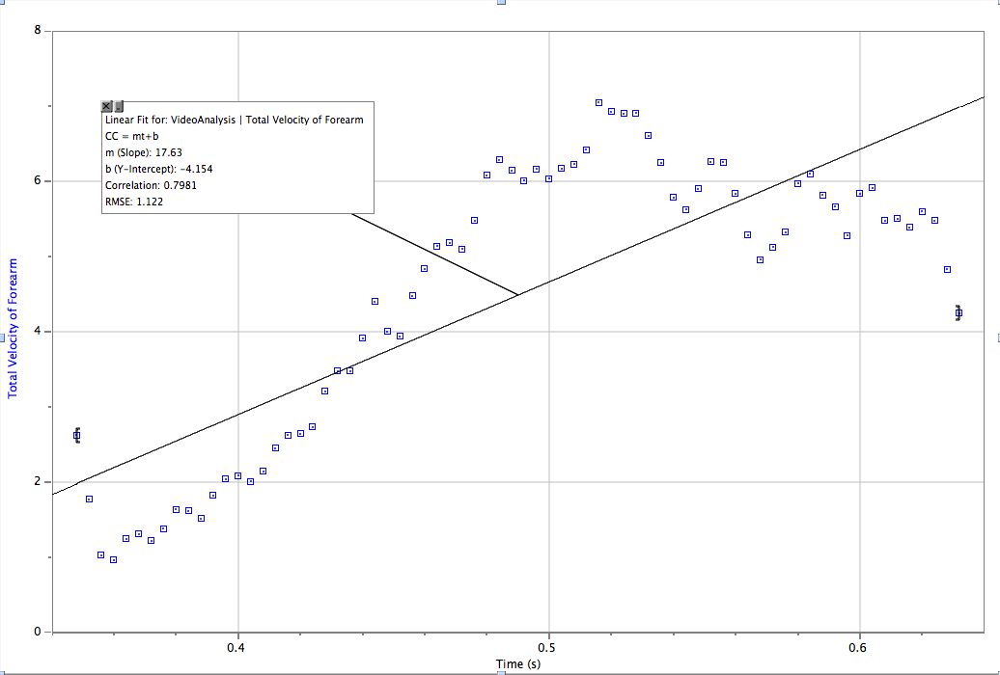 8
Linear Fit for: VideoAnalysis | Total Velocity of Forearm
CC = mt+b
m (Slope): 17.63
b (Y-Intercept): -4.154
Correlation: 0.7981
RMSE: 1.122
6
4
2
0
Total Velocity of Forearm
0.4
0.5
0.6
Time (s)